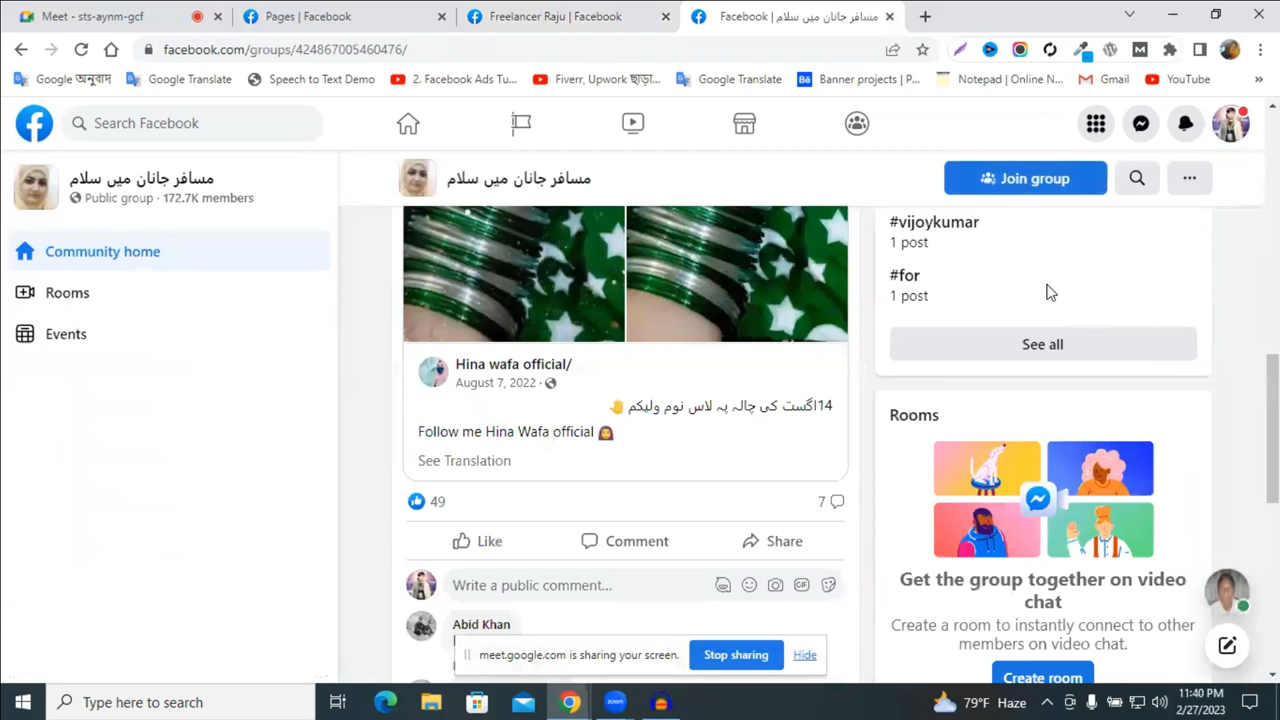 Meet - sts-aynm-gcf
Pages | Facebook
Freelancer Raju | Facebook
Facebook | مسافر جانان میں سلام
facebook.com/groups/424867005460476/
Google অনুবাদ
Google Translate
Speech to Text Demo
2. Facebook Ads Tu...
Fiverr, Upwork ছাড়া...
Google Translate
Banner projects | P...
Notepad | Online N...
Gmail
YouTube
Search Facebook
مسافر جانان میں سلام
Public group · 172.7K members
مسافر جانان میں سلام
Join group
Community home
Rooms
Events
#vijoykumar
1 post
#for
1 post
See all
Hina wafa official/
August 7, 2022 ·
14اگست کی چالہ پہ لاس نوم ولیکم 🤚
Follow me Hina Wafa official 🙆‍♀️
See Translation
49
7
Like
Comment
Share
Write a public comment...
GIF
Abid Khan
Rooms
Get the group together on video
chat
Create a room to instantly connect to other
members on video chat.
Create room
meet.google.com is sharing your screen.
Stop sharing
Hide
Type here to search
zoom
79°F Haze
11:40 PM
2/27/2023